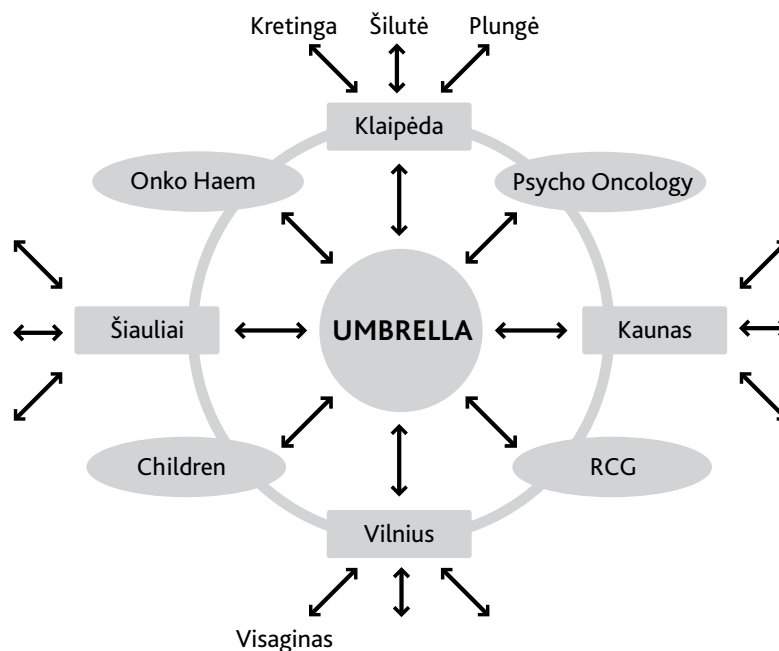 Kretinga Šilutė Plungė
Klaipėda
Onko Haem
Psycho Oncology
Šiauliai
UMBRELLA
Kaunas
Children
RCG
Vilnius
Visaginas